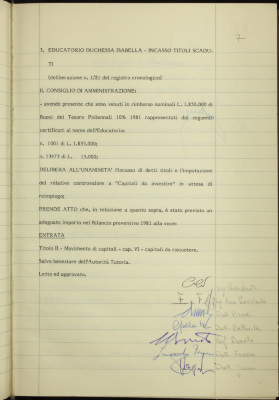 7
3. EDUCATORIO DUCHESSA ISABELLA - INCASSO TITOLI SCADU-
TI
(deliberazione n. 1/81 del registro cronologico)
IL CONSIGLIO DI AMMINISTRAZIONE:
- avendo presente che sono venuti in rimborso nominali L. 1.850.000 di
Buoni del Tesoro Poliennali 10% 1981 rappresentati dai seguenti
certificati al nome dell'Educatorio:
n. 1001 di L. 1.835.000;
n. 13673 di L. 15.000;
DELIBERA ALL'UNANIMITA' l'incasso di detti titoli e l'imputazione
del relativo controvalore a "Capitali da investire" in attesa di
reimpiego;
PRENDE ATTO che, in relazione a quanto sopra, è stato previsto un
adeguato importo nel Bilancio preventivo 1981 alla voce:
ENTRATA
Titolo II - Movimento di capitali - cap. VI - capitali da riscuotere.
Salvo benestare dell'Autorità Tutoria.
Letto ed approvato.